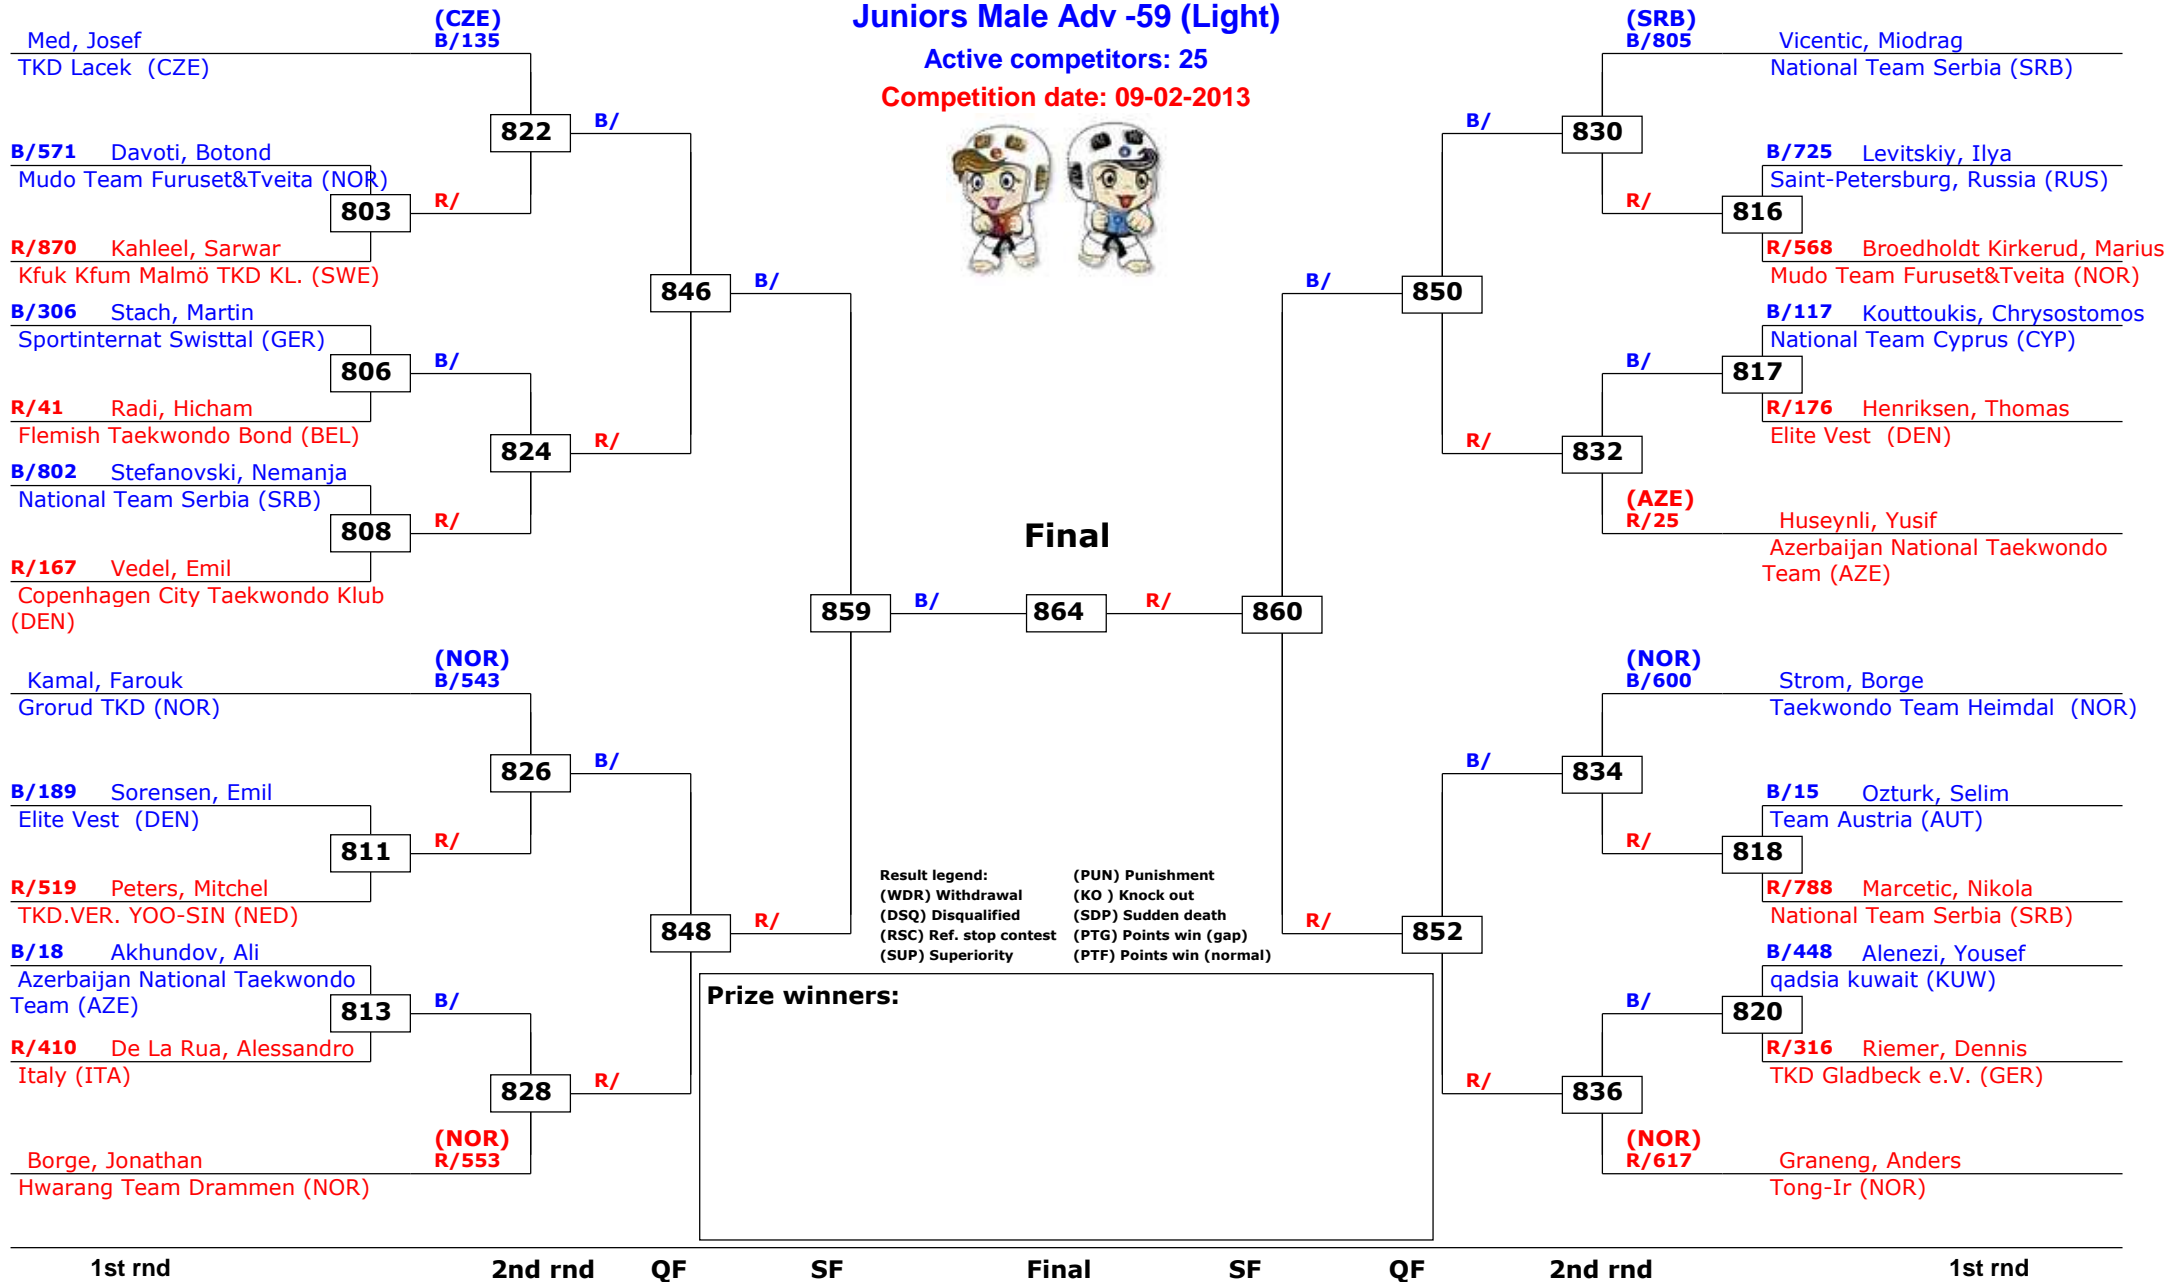 Juniors Male Adv -59 (Light)
Active competitors: 25
Competition date: 09-02-2013
Med, Josef
(CZE)
B/135
TKD Lacek (CZE)
822
B/
B/571 Davoti, Botond
Mudo Team Furuset&Tveita (NOR)
803
R/
R/870 Kahleel, Sarwar
Kfuk Kfum Malmö TKD KL. (SWE)
846
B/
B/306 Stach, Martin
Sportinternat Swisttal (GER)
806
B/
R/41 Radi, Hicham
Flemish Taekwondo Bond (BEL)
824
R/
B/802 Stefanovski, Nemanja
National Team Serbia (SRB)
808
R/
R/167 Vedel, Emil
Copenhagen City Taekwondo Klub
(DEN)
859
B/
Kamal, Farouk
(NOR)
B/543
Grorud TKD (NOR)
826
B/
B/189 Sorensen, Emil
Elite Vest (DEN)
811
R/
R/519 Peters, Mitchel
TKD.VER. YOO-SIN (NED)
848
R/
B/18 Akhundov, Ali
Azerbaijan National Taekwondo
Team (AZE)
813
B/
R/410 De La Rua, Alessandro
Italy (ITA)
828
R/
(NOR)
R/553
Borge, Jonathan
Hwarang Team Drammen (NOR)
Final
864
R/
860
(SRB)
B/805
Vicentic, Miodrag
National Team Serbia (SRB)
B/
830
B/725 Levitskiy, Ilya
Saint-Petersburg, Russia (RUS)
R/
816
R/568 Broedholdt Kirkerud, Marius
Mudo Team Furuset&Tveita (NOR)
B/
850
B/117 Kouttoukis, Chrysostomos
National Team Cyprus (CYP)
B/
817
R/176 Henriksen, Thomas
Elite Vest (DEN)
R/
832
(AZE)
R/25
Huseynli, Yusif
Azerbaijan National Taekwondo
Team (AZE)
(NOR)
B/600
Strom, Borge
Taekwondo Team Heimdal (NOR)
B/
834
B/15 Ozturk, Selim
Team Austria (AUT)
R/
818
R/788 Marcetic, Nikola
National Team Serbia (SRB)
R/
852
B/448 Alenezi, Yousef
qadsia kuwait (KUW)
B/
820
R/316 Riemer, Dennis
TKD Gladbeck e.V. (GER)
R/
836
(NOR)
R/617
Graneng, Anders
Tong-Ir (NOR)
Result legend:
(WDR) Withdrawal
(DSQ) Disqualified
(RSC) Ref. stop contest
(SUP) Superiority
(PUN) Punishment
(KO ) Knock out
(SDP) Sudden death
(PTG) Points win (gap)
(PTF) Points win (normal)
Prize winners:
1st rnd 2nd rnd QF SF Final SF QF 2nd rnd 1st rnd